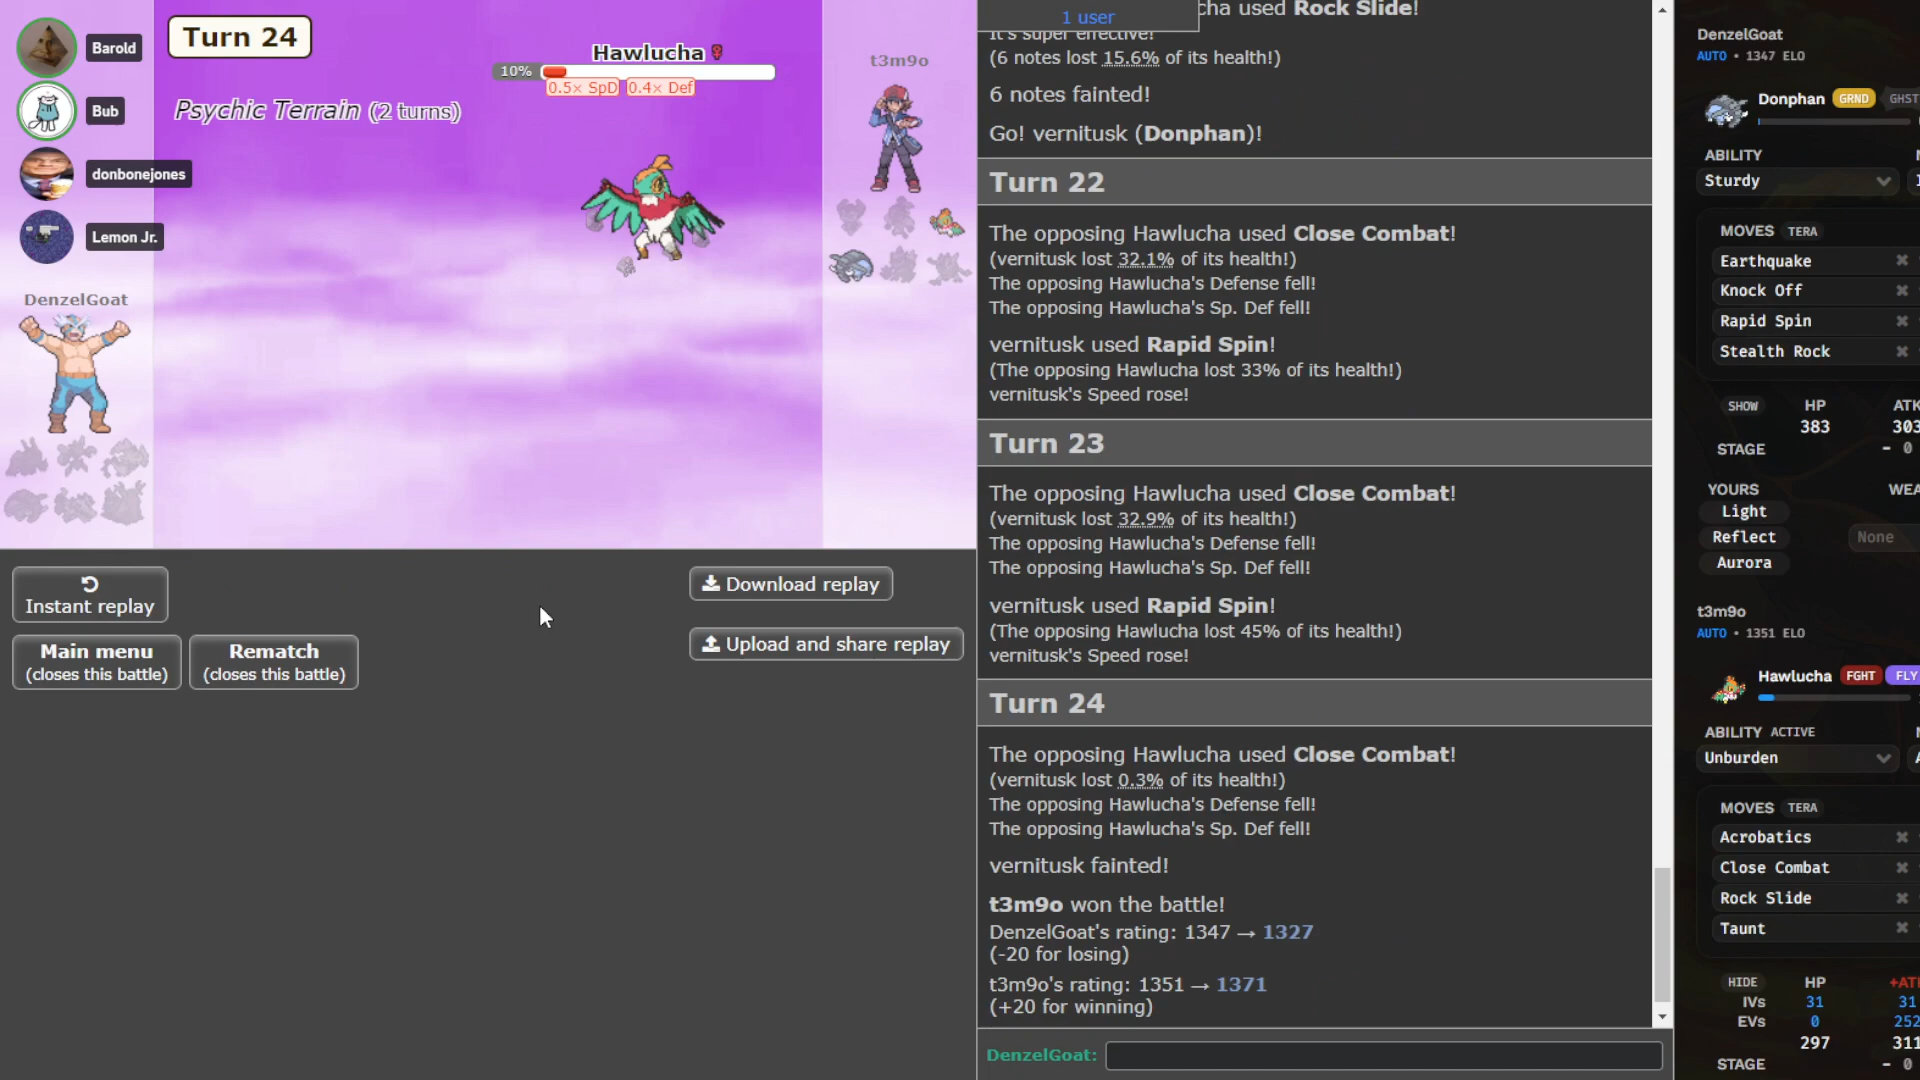 Barold
Bub
donbonejones
Lemon Jr.
Turn 24
Psychic Terrain (2 turns)
Hawlucha
10%
0.5× SpD 0.4× Def
t3m9o
DenzelGoat
Instant replay
Main menu
(closes this battle)
Rematch
(closes this battle)
Download replay
Upload and share replay
1 user
cha used Rock Slide!
It's super effective!
(6 notes lost 15.6% of its health!)
6 notes fainted!
Go! vernitusk (Donphan)!
Turn 22
The opposing Hawlucha used Close Combat!
(vernitusk lost 32.1% of its health!)
The opposing Hawlucha's Defense fell!
The opposing Hawlucha's Sp. Def fell!
vernitusk used Rapid Spin!
(The opposing Hawlucha lost 33% of its health!)
vernitusk's Speed rose!
Turn 23
The opposing Hawlucha used Close Combat!
(vernitusk lost 32.9% of its health!)
The opposing Hawlucha's Defense fell!
The opposing Hawlucha's Sp. Def fell!
vernitusk used Rapid Spin!
(The opposing Hawlucha lost 45% of its health!)
vernitusk's Speed rose!
Turn 24
The opposing Hawlucha used Close Combat!
(vernitusk lost 0.3% of its health!)
The opposing Hawlucha's Defense fell!
The opposing Hawlucha's Sp. Def fell!
vernitusk fainted!
t3m9o won the battle!
DenzelGoat's rating: 1347 → 1327
(-20 for losing)
t3m9o's rating: 1351 → 1371
(+20 for winning)
DenzelGoat:
DenzelGoat
AUTO • 1347 ELO
Donphan GRND GHST
ABILITY
Sturdy
MOVES TERA
Earthquake
Knock Off
Rapid Spin
Stealth Rock
SHOW HP ATK
383 303
STAGE - 0
YOURS WEA
Light
Reflect None
Aurora
t3m9o
AUTO • 1351 ELO
Hawlucha FGHT FLY
ABILITY ACTIVE
Unburden
MOVES TERA
Acrobatics
Close Combat
Rock Slide
Taunt
HIDE HP +AT
IVs 31 31
EVs 0 252
297 311
STAGE - 0